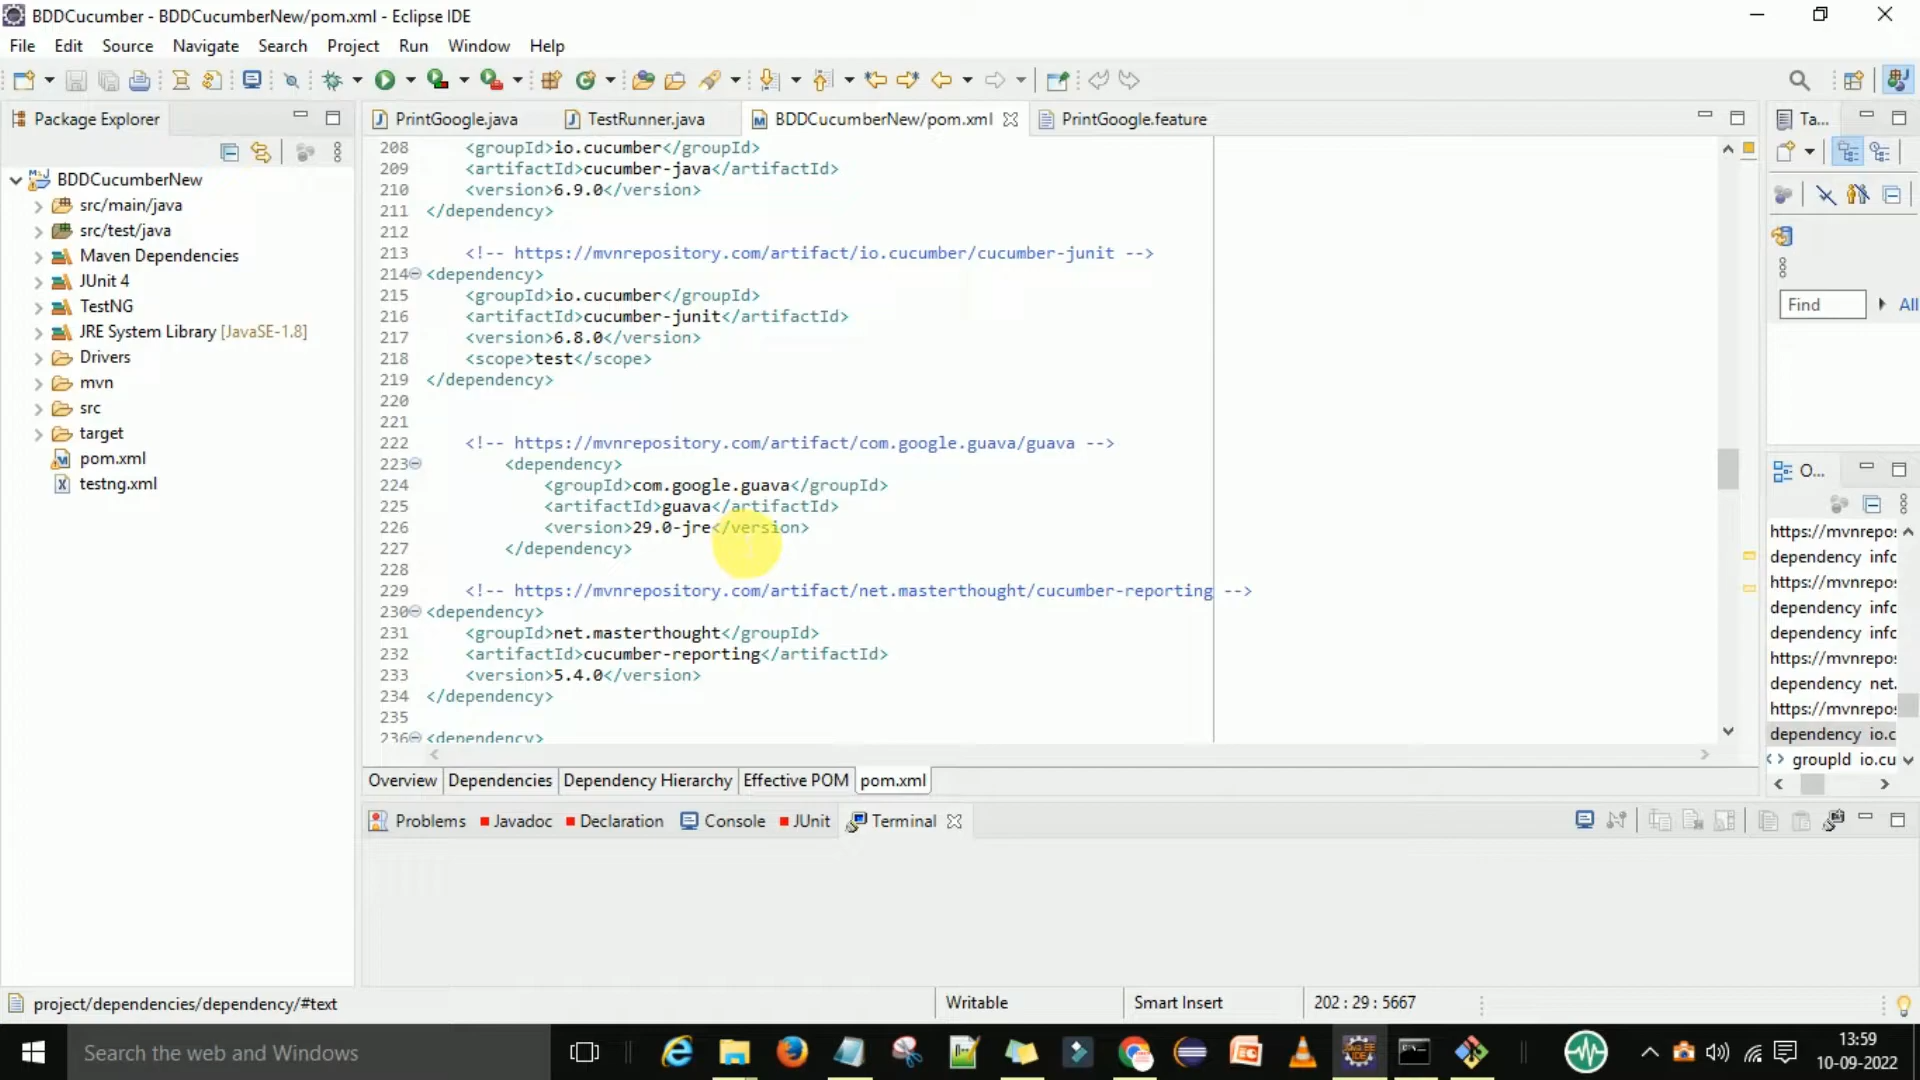 BDDCucumber - BDDCucumberNew/pom.xml - Eclipse IDE
File Edit Source Navigate Search Project Run Window Help
Package Explorer
BDDCucumberNew
src/main/java
src/test/java
Maven Dependencies
JUnit 4
TestNG
JRE System Library [JavaSE-1.8]
Drivers
mvn
src
target
pom.xml
testng.xml
PrintGoogle.java TestRunner.java BDDCucumberNew/pom.xml PrintGoogle.feature
208 <groupId>io.cucumber</groupId>
209 <artifactId>cucumber-java</artifactId>
210 <version>6.9.0</version>
211 </dependency>
212
213 <!-- https://mvnrepository.com/artifact/io.cucumber/cucumber-junit -->
214 <dependency>
215 <groupId>io.cucumber</groupId>
216 <artifactId>cucumber-junit</artifactId>
217 <version>6.8.0</version>
218 <scope>test</scope>
219 </dependency>
220
221
222 <!-- https://mvnrepository.com/artifact/com.google.guava/guava -->
223 <dependency>
224 <groupId>com.google.guava</groupId>
225 <artifactId>guava</artifactId>
226 <version>29.0-jre</version>
227 </dependency>
228
229 <!-- https://mvnrepository.com/artifact/net.masterthought/cucumber-reporting -->
230 <dependency>
231 <groupId>net.masterthought</groupId>
232 <artifactId>cucumber-reporting</artifactId>
233 <version>5.4.0</version>
234 </dependency>
235
236 <dependency>
Overview Dependencies Dependency Hierarchy Effective POM pom.xml
Problems Javadoc Declaration Console JUnit Terminal
Ta...
Find All
O...
https://mvnrepo
dependency infc
https://mvnrepo
dependency infc
dependency infc
https://mvnrepo
dependency net.
https://mvnrepo
dependency io.c
groupId io.cu
project/dependencies/dependency/#text
Writable
Smart Insert
202 : 29 : 5667
Search the web and Windows
13:59
10-09-2022